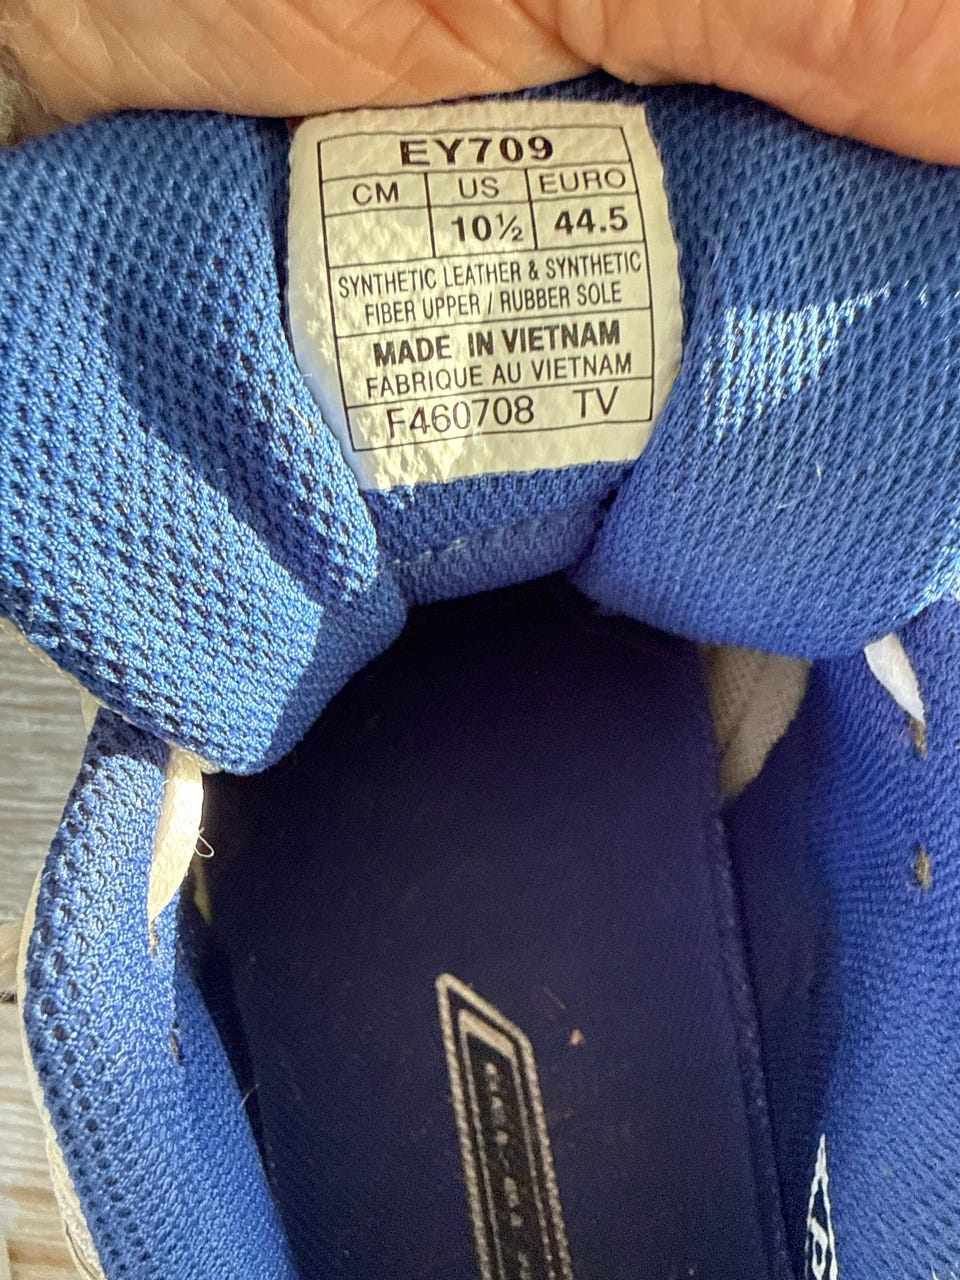 EY709
CM US EURO
10½ 44.5
SYNTHETIC LEATHER & SYNTHETIC
FIBER UPPER / RUBBER SOLE
MADE IN VIETNAM
FABRIQUE AU VIETNAM
F460708 TV